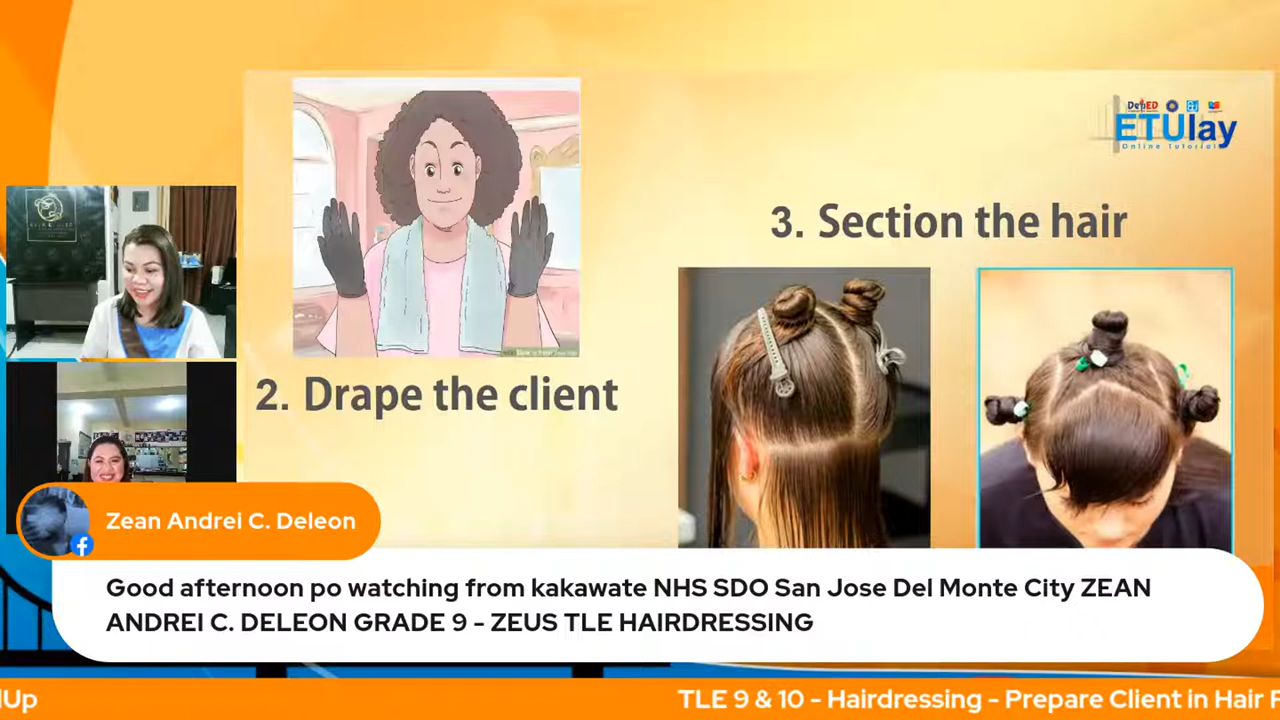 DepED
ETUlay
Online Tutorial
3. Section the hair
2. Drape the client
Zean Andrei C. Deleon
Good afternoon po watching from kakawate NHS SDO San Jose Del Monte City ZEAN
ANDREI C. DELEON GRADE 9 - ZEUS TLE HAIRDRESSING
lUp
TLE 9 & 10 - Hairdressing - Prepare Client in Hair